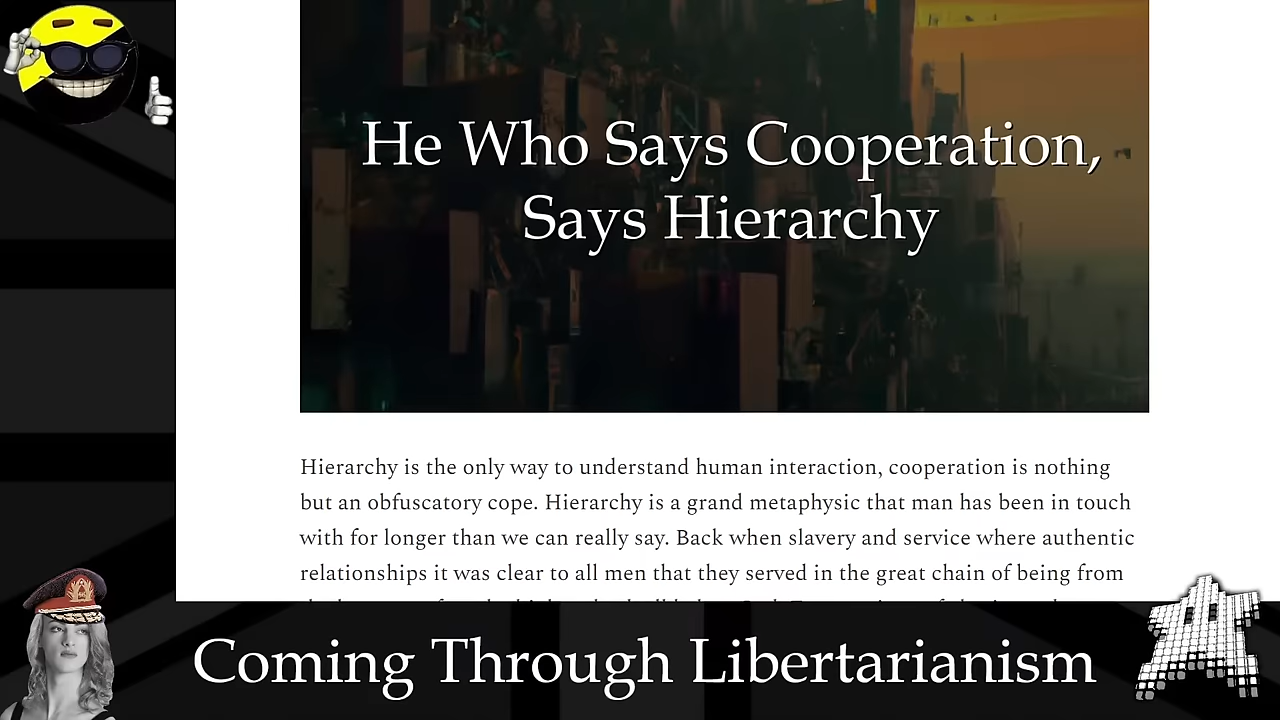 He Who Says Cooperation,
Says Hierarchy
Hierarchy is the only way to understand human interaction, cooperation is nothing
but an obfuscatory cope. Hierarchy is a grand metaphysic that man has been in touch
with for longer than we can really say. Back when slavery and service where authentic
relationships it was clear to all men that they served in the great chain of being from
Coming Through Libertarianism